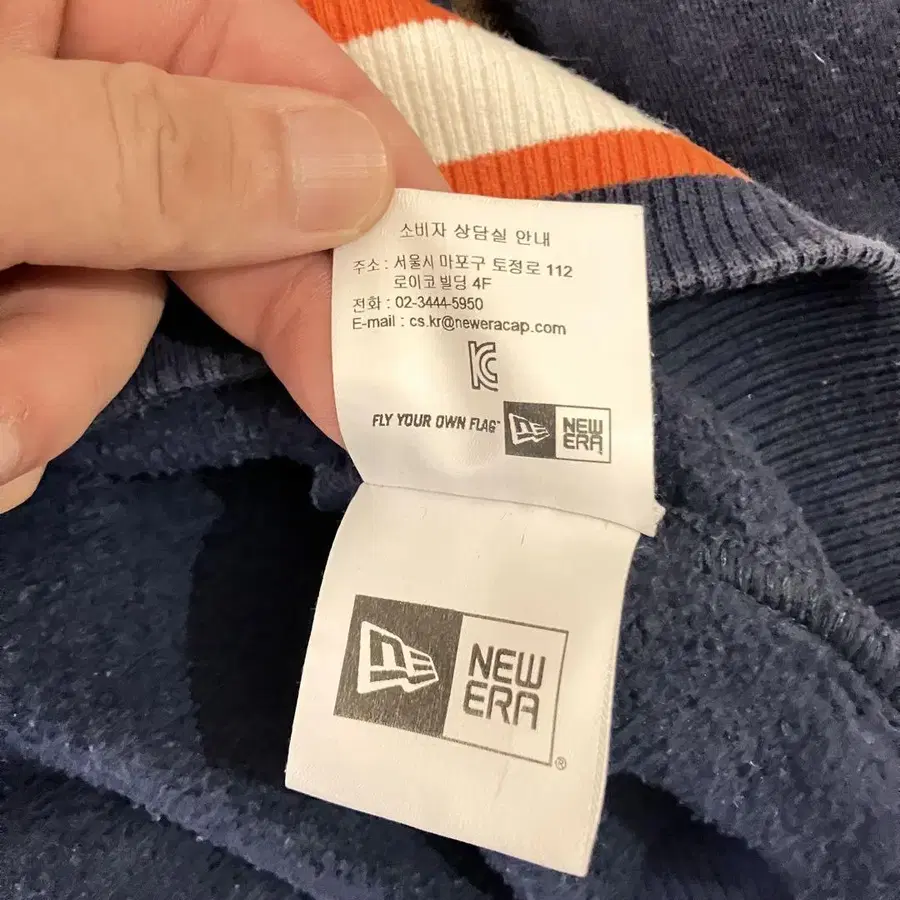 소비자 상담실 안내
주소 : 서울시 마포구 토정로 112
로이코 빌딩 4F
전화 : 02-3444-5950
E-mail : cs.kr@neweracap.com
FLY YOUR OWN FLAG™
NEW
ERA
NEW
ERA
®